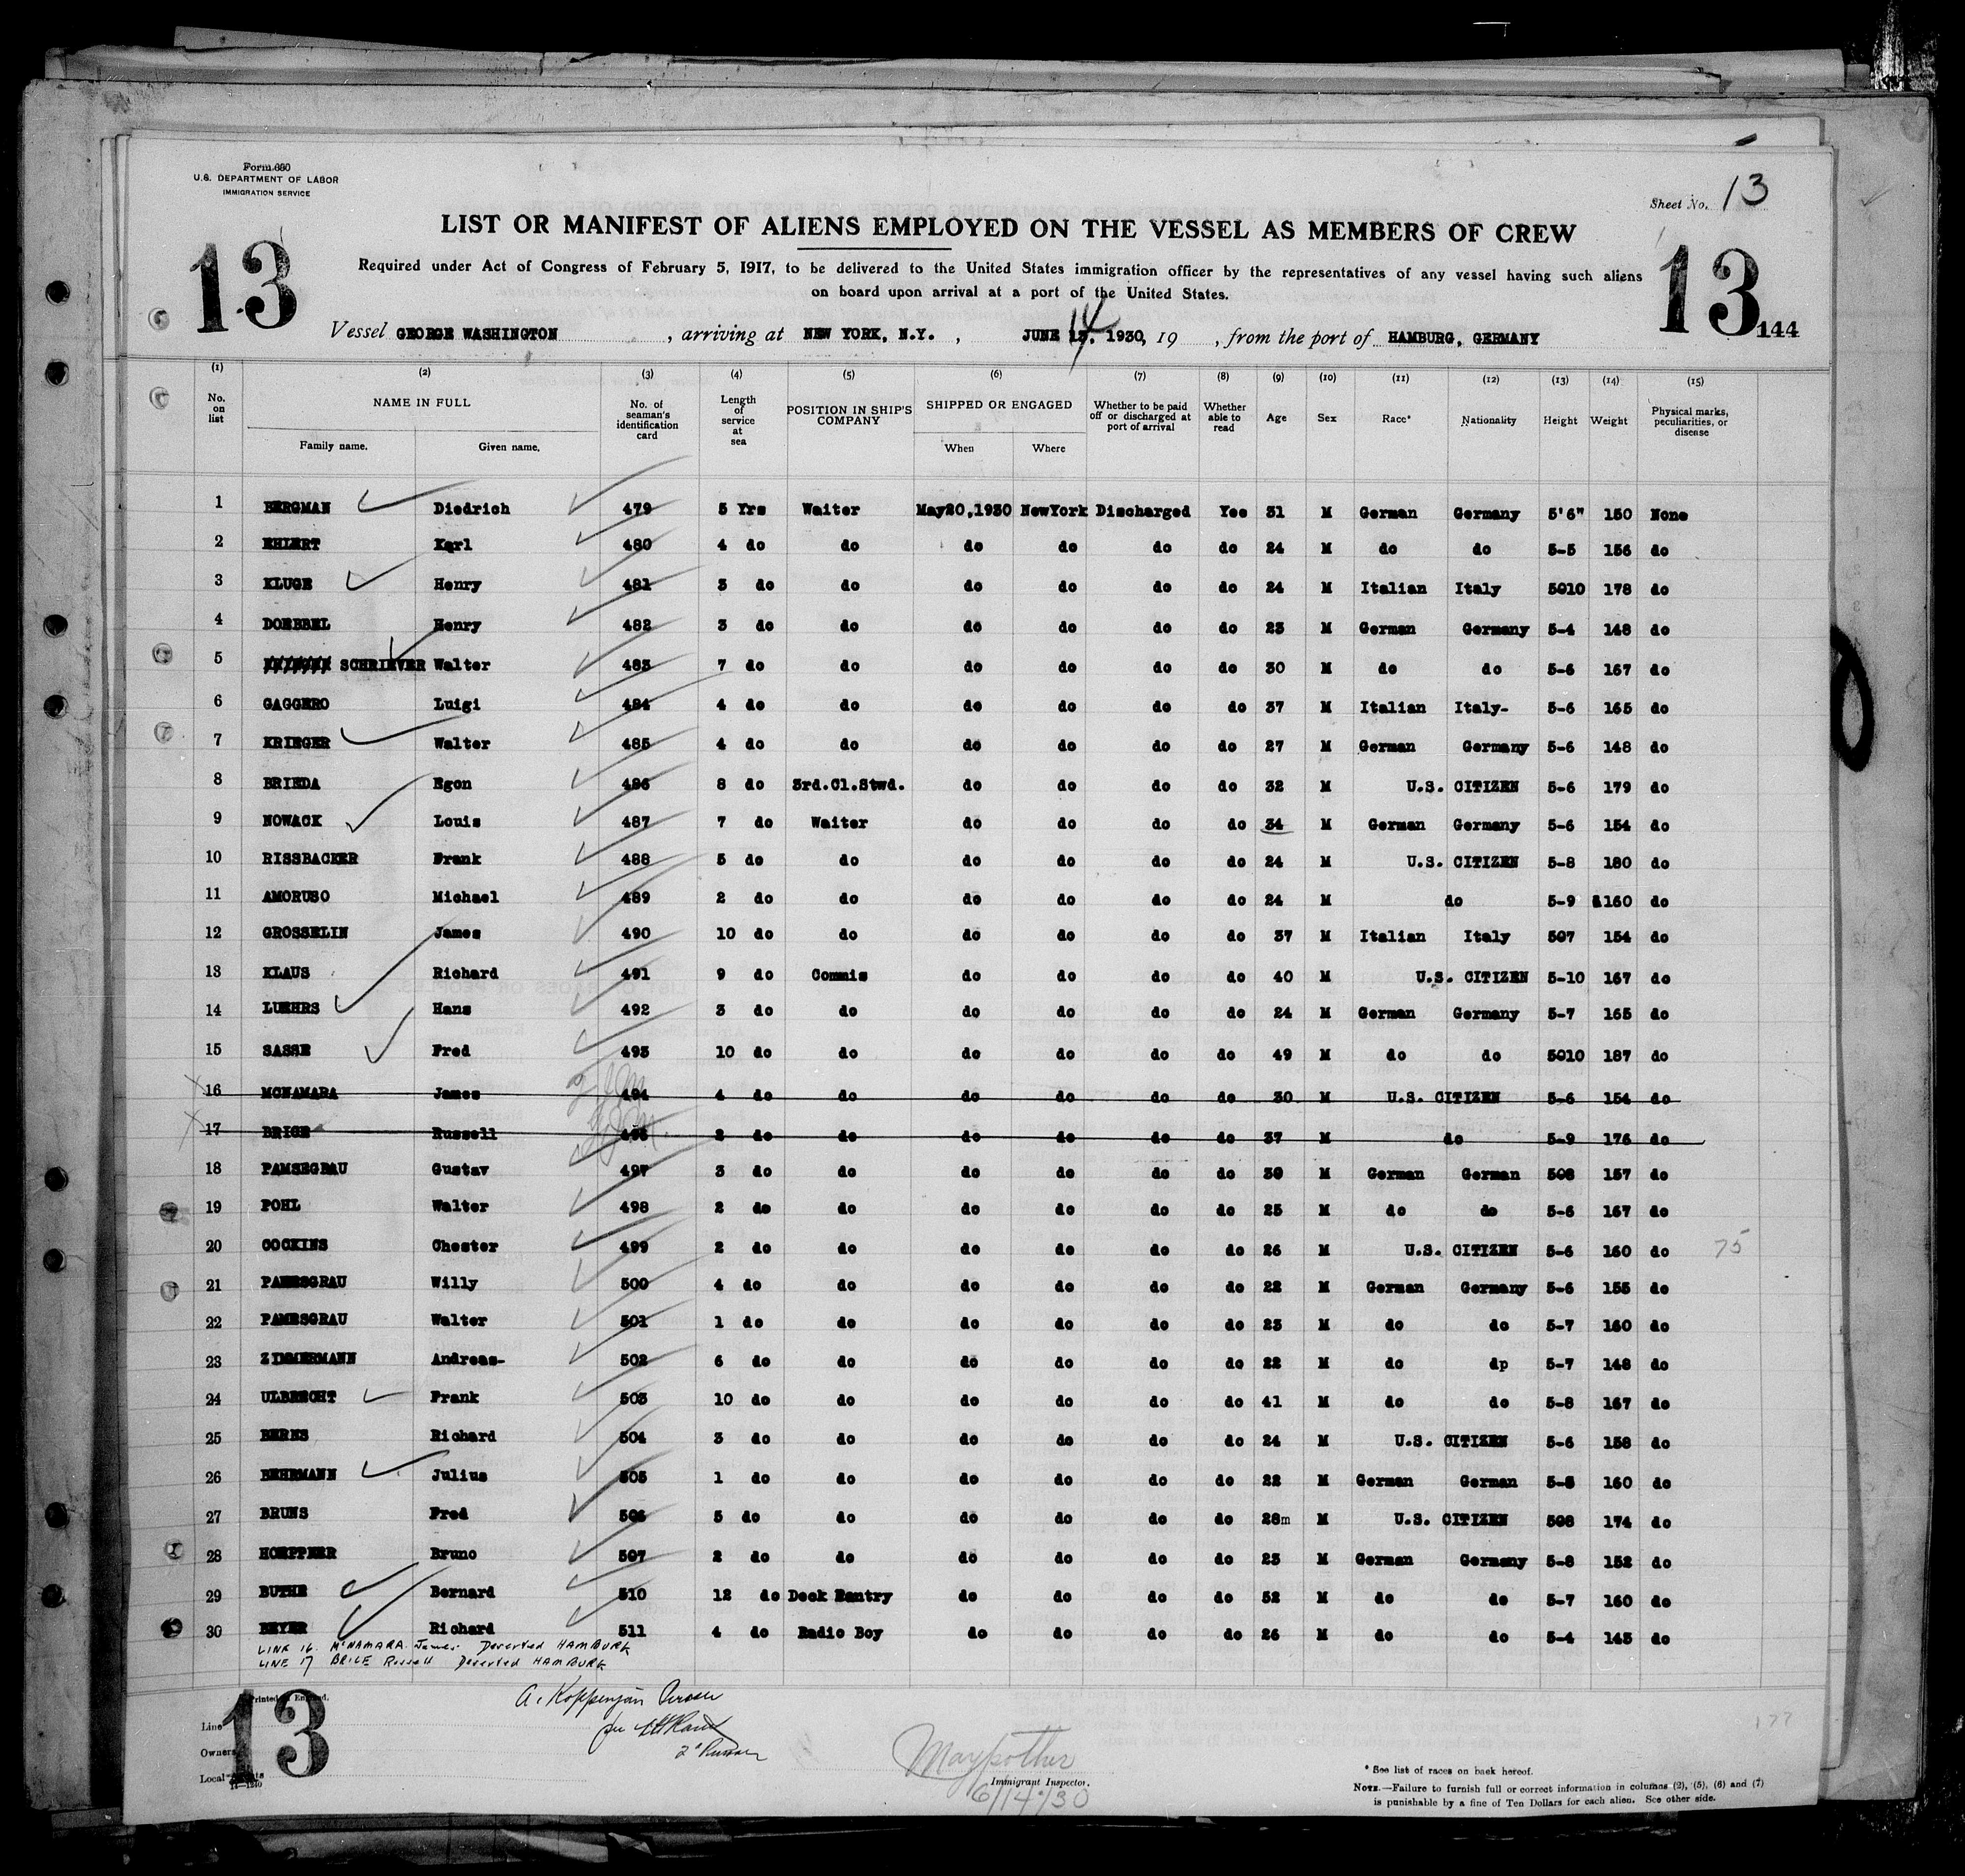 Form 680
U.S. DEPARTMENT OF LABOR
IMMIGRATION SERVICE
Sheet No. 13
LIST OR MANIFEST OF ALIENS EMPLOYED ON THE VESSEL AS MEMBERS OF CREW
13 13
Required under Act of Congress of February 5, 1917, to be delivered to the United States immigration officer by the representatives of any vessel having such aliens
on board upon arrival at a port of the United States.
Vessel GEORGE WASHINGTON , arriving at NEW YORK, N.Y. , JUNE 14, 1930, 19 , from the port of HAMBURG, GERMANY 144
(1) (2) (3) (4) (5) (6) (7) (8) (9) (10) (11) (12) (13) (14) (15)
No. on list NAME IN FULL Family name. Given name. No. of seaman's identification card Length of service at sea POSITION IN SHIP'S COMPANY SHIPPED OR ENGAGED When Where Whether to be paid off or discharged at port of arrival Whether able to read Age Sex Race* Nationality Height Weight Physical marks, peculiarities, or disease
1 BERGMAN Diedrich 479 5 Yrs Waiter May20,1930 NewYork Discharged Yes 31 M German Germany 5'6" 150 None
2 EHLERT Karl 480 4 do do do do do do 24 M do do 5-5 156 do
3 KLUGE Henry 481 3 do do do do do do 24 M Italian Italy 5010 178 do
4 DOEBBEL Henry 482 3 do do do do do do 23 M German Germany 5-4 148 do
5 SCHRIEVER Walter 483 7 do do do do do do 30 M do do 5-6 167 do
6 GAGGERO Luigi 484 4 do do do do do do 37 M Italian Italy- 5-6 165 do
7 KRIEGER Walter 485 4 do do do do do do 27 M German Germany 5-6 148 do
8 BRIEDA Egon 486 8 do 3rd.Cl.Stwd. do do do do 32 M U.S. CITIZEN 5-6 179 do
9 NOWACK Louis 487 7 do Waiter do do do do 34 M German Germany 5-6 154 do
10 RISSBACKER Frank 488 5 do do do do do do 24 M U.S. CITIZEN 5-8 180 do
11 AMORUSO Michael 489 2 do do do do do do 24 M do 5-9 160 do
12 GROSSELIN James 490 10 do do do do do do 37 M Italian Italy 507 154 do
13 KLAUS Richard 491 9 do Commis do do do do 40 M U.S. CITIZEN 5-10 167 do
14 LUEHRS Hans 492 3 do do do do do do 24 M German Germany 5-7 165 do
15 SASSE Fred 493 10 do do do do do do 49 M do do 5010 187 do
16 MCNAMARA James 494 4 do do do do do do 30 M U.S. CITIZEN 5-6 154 do
17 BRICE Russell 495 2 do do do do do do 37 M do 5-9 176 do
18 PAMSEGRAU Gustav 497 3 do do do do do do 30 M German German 508 157 do
19 POHL Walter 498 2 do do do do do do 25 M do do 5-6 167 do
20 COCKINS Chester 499 2 do do do do do do 26 M U.S. CITIZEN 5-6 160 do 75
21 PAMESGRAU Willy 500 4 do do do do do do 22 M German Germany 5-6 155 do
22 PAMESGRAU Walter 501 1 do do do do do do 23 M do do 5-7 160 do
23 ZIMMERMANN Andreas- 502 6 do do do do do do 22 M do dp 5-7 148 do
24 ULBRECHT Frank 503 10 do do do do do do 41 M do do 5-8 167 do
25 BERNS Richard 504 3 do do do do do do 24 M U.S. CITIZEN 5-6 158 do
26 BEHRMANN Julius 505 1 do do do do do do 22 M German German 5-8 160 do
27 BRUNS Fred 506 5 do do do do do do 28m M U.S. CITIZEN 508 174 do
28 HOEPPNER Bruno 507 2 do do do do do do 23 M German Germany 5-8 152 do
29 BUTHE Bernard 510 12 do Deck Pantry do do do do 52 M do do 5-7 160 do
30 BEYER Richard 511 4 do Radio Boy do do do do 26 M do do 5-4 145 do
LINE 16. McNAMARA James. Deserted HAMBURG
LINE 17 BRICE Russell Deserted HAMBURG
13
Line
Owners
Local Agents
A. Koppenjan Purser
2d Purser
Immigrant Inspector.
6/14/30
177
* See list of races on back hereof.
NOTE.—Failure to furnish full or correct information in columns (2), (5), (6) and (7)
is punishable by a fine of Ten Dollars for each alien. See other side.